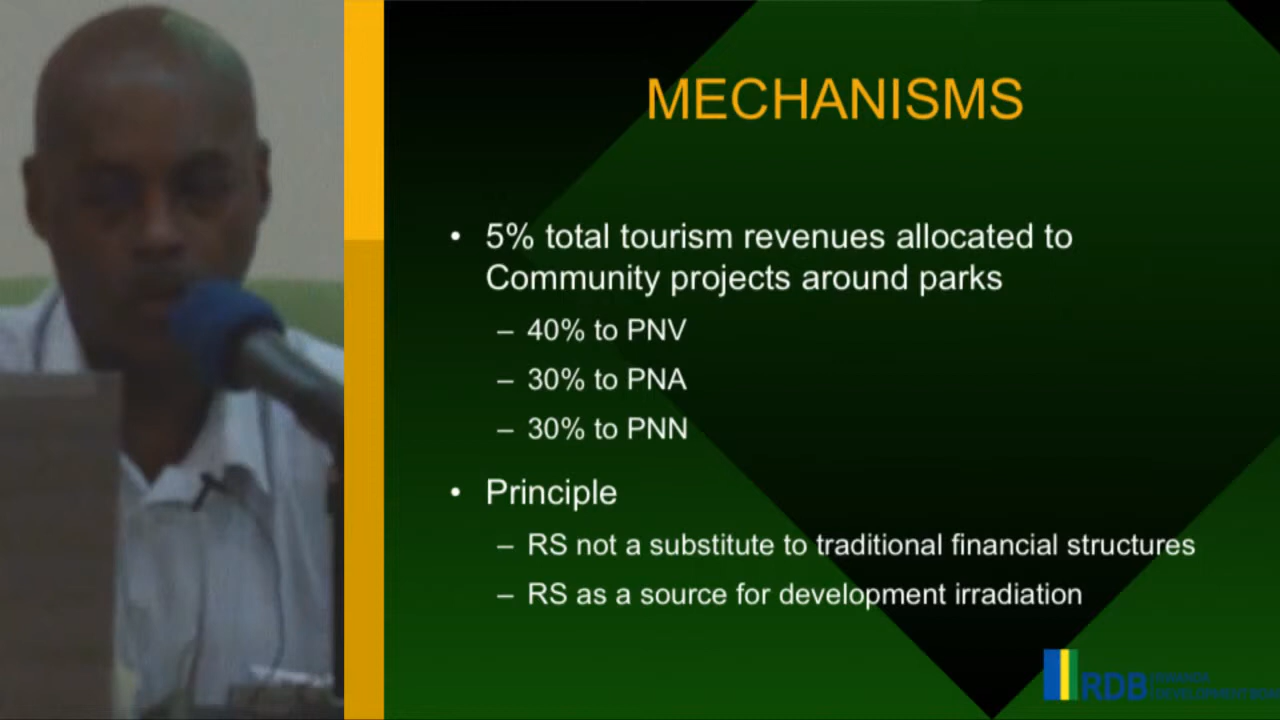 MECHANISMS
• 5% total tourism revenues allocated to
Community projects around parks
– 40% to PNV
– 30% to PNA
– 30% to PNN
• Principle
– RS not a substitute to traditional financial structures
– RS as a source for development irradiation
RDB